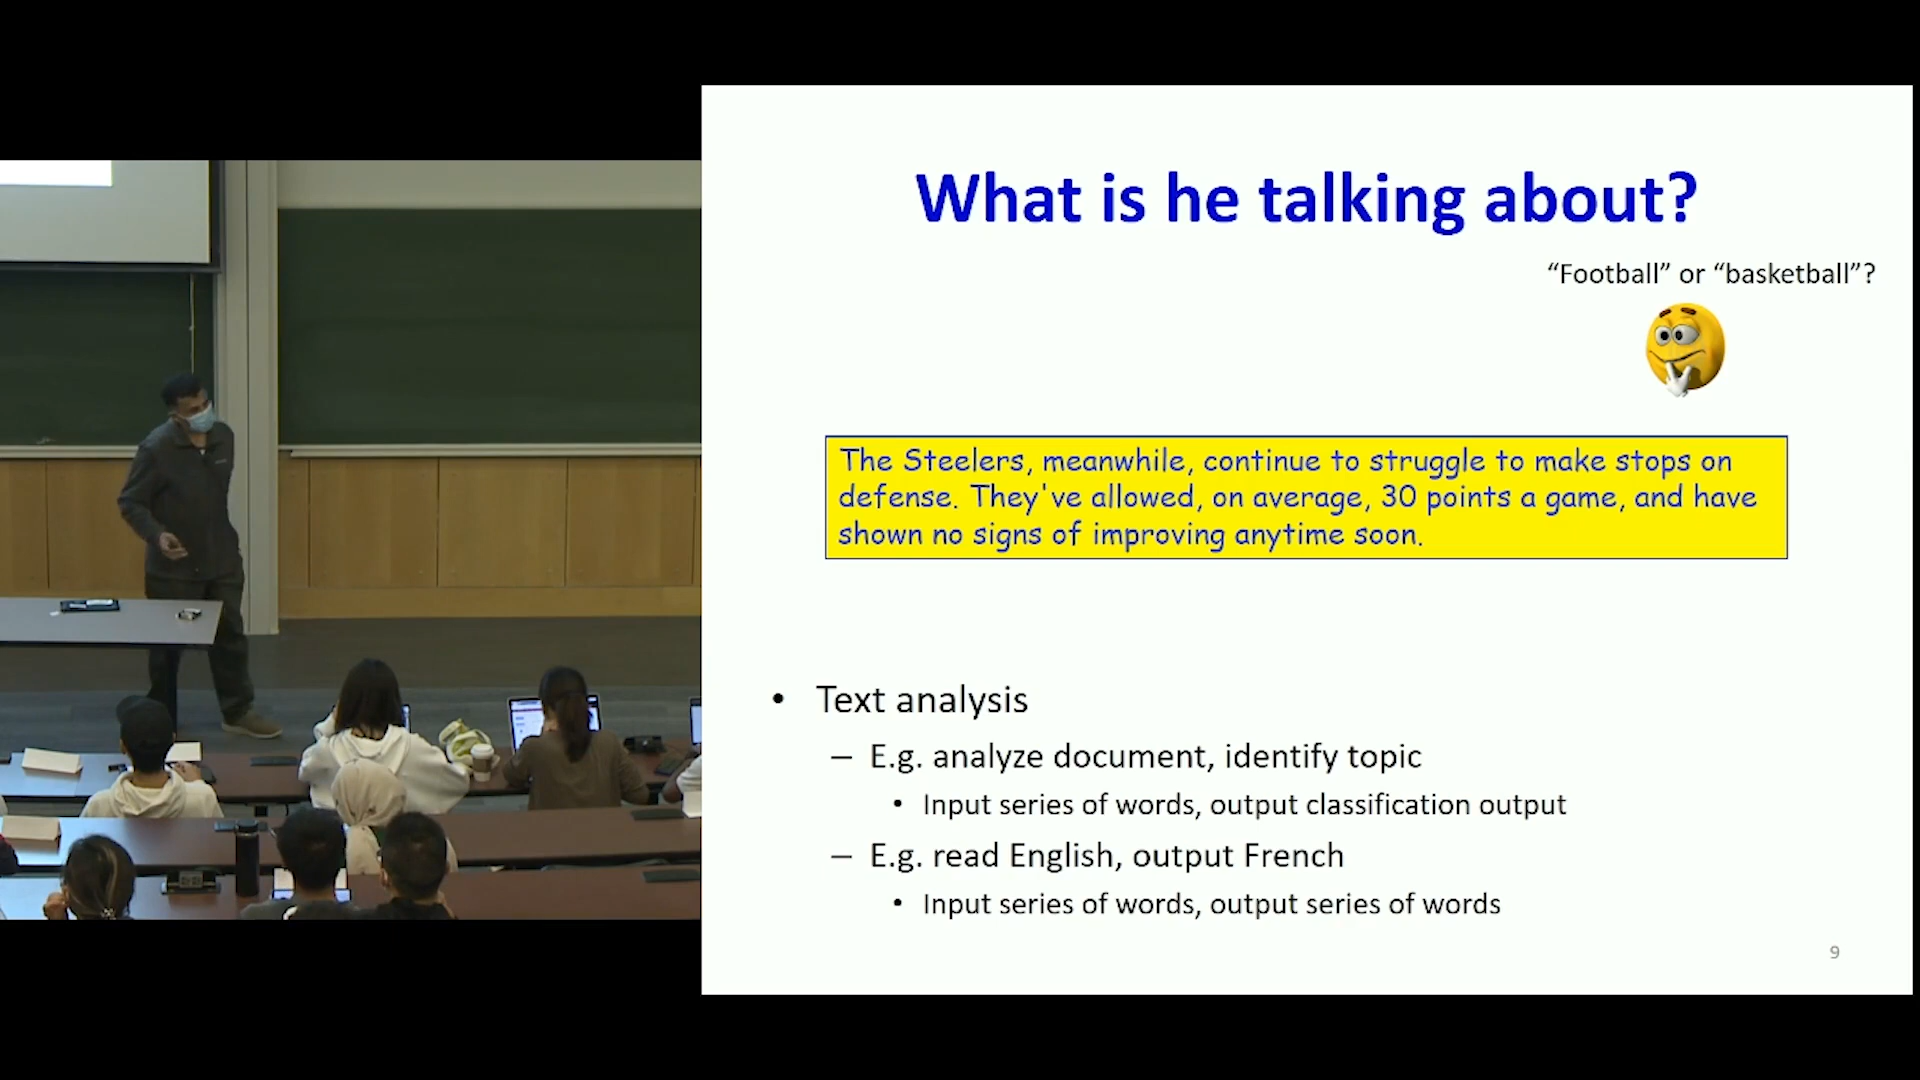 What is he talking about?
“Football” or “basketball”?
The Steelers, meanwhile, continue to struggle to make stops on
defense. They've allowed, on average, 30 points a game, and have
shown no signs of improving anytime soon.
• Text analysis
– E.g. analyze document, identify topic
• Input series of words, output classification output
– E.g. read English, output French
• Input series of words, output series of words
9